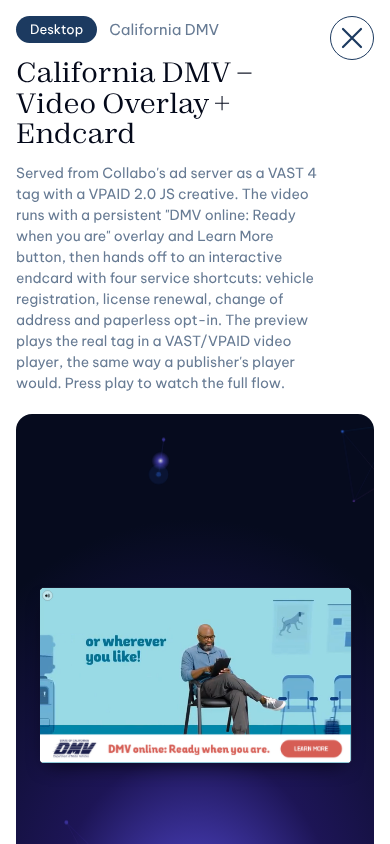 Desktop
California DMV
California DMV –
Video Overlay +
Endcard
Served from Collabo's ad server as a VAST 4
tag with a VPAID 2.0 JS creative. The video
runs with a persistent "DMV online: Ready
when you are" overlay and Learn More
button, then hands off to an interactive
endcard with four service shortcuts: vehicle
registration, license renewal, change of
address and paperless opt-in. The preview
plays the real tag in a VAST/VPAID video
player, the same way a publisher's player
would. Press play to watch the full flow.
or wherever
you like!
DMV
DMV online: Ready when you are.
LEARN MORE